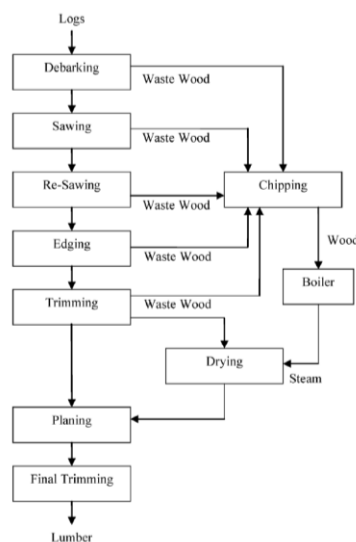 Logs
Debarking
Waste Wood
Sawing
Waste Wood
Re-Sawing
Chipping
Waste Wood
Wood
Edging
Waste Wood
Boiler
Trimming
Waste Wood
Drying
Steam
Planing
Final Trimming
Lumber